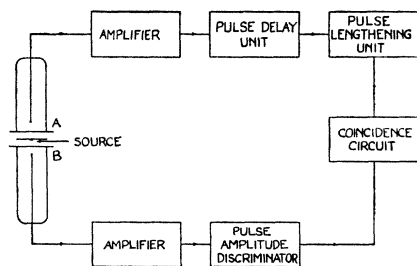 AMPLIFIER
PULSE DELAY
UNIT
PULSE
LENGTHENING
UNIT
A
B
SOURCE
COINCIDENCE
CIRCUIT
AMPLIFIER
PULSE
AMPLITUDE
DISCRIMINATOR